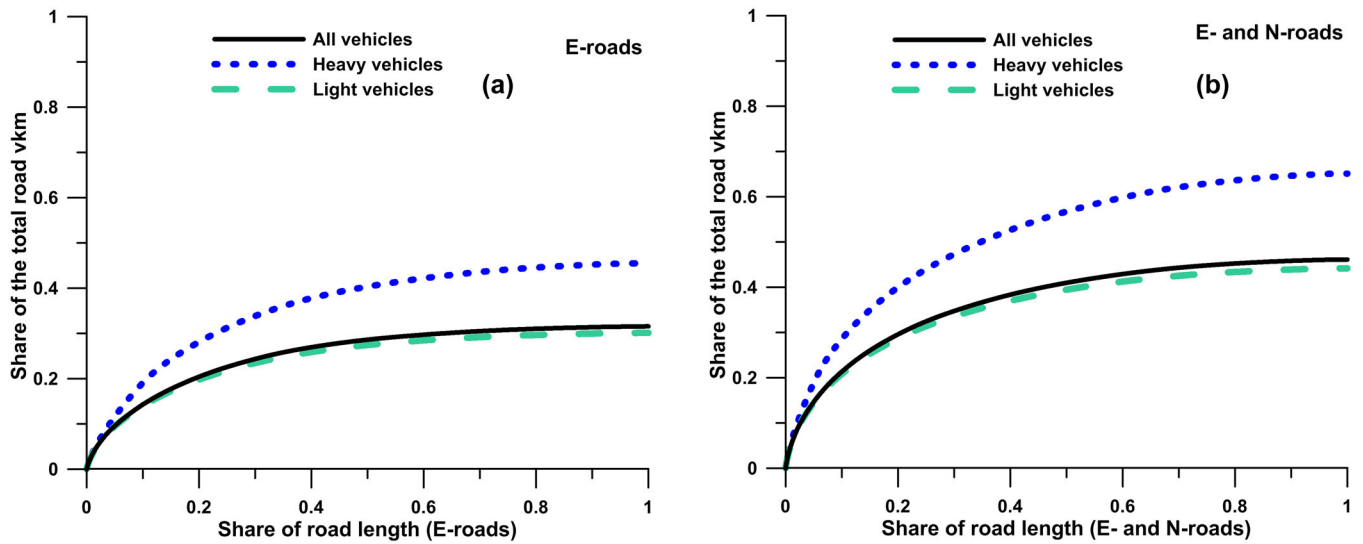 E-roads
All vehicles
Heavy vehicles
Light vehicles
(a)
Share of the total road vkm
1
0.8
0.6
0.4
0.2
0
0 0.2 0.4 0.6 0.8 1
Share of road length (E-roads)
E- and N-roads
All vehicles
Heavy vehicles
Light vehicles
(b)
Share of the total road vkm
1
0.8
0.6
0.4
0.2
0
0 0.2 0.4 0.6 0.8 1
Share of road length (E- and N-roads)